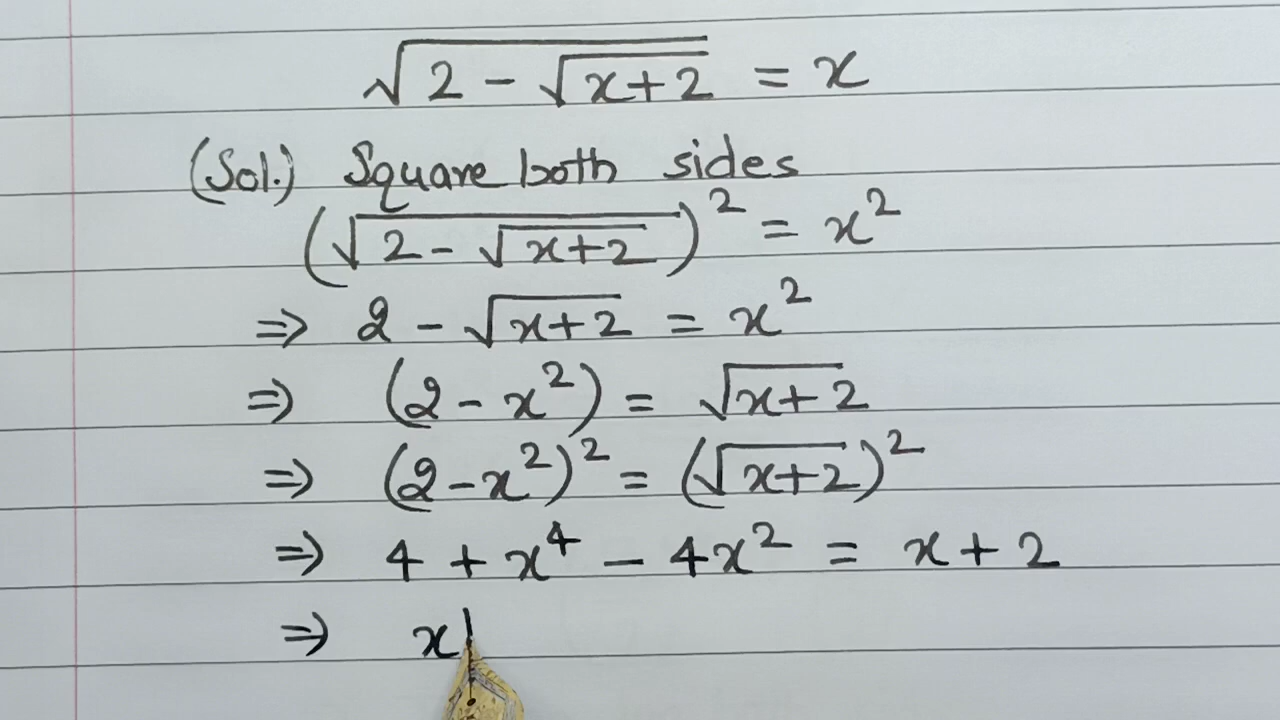 √(2 - √(x+2)) = x
(Sol.) Square both sides
(√(2 - √(x+2)))² = x²
⇒ 2 - √(x+2) = x²
⇒ (2 - x²) = √(x+2)
⇒ (2-x²)² = (√(x+2))²
⇒ 4 + x⁴ - 4x² = x + 2
⇒ x